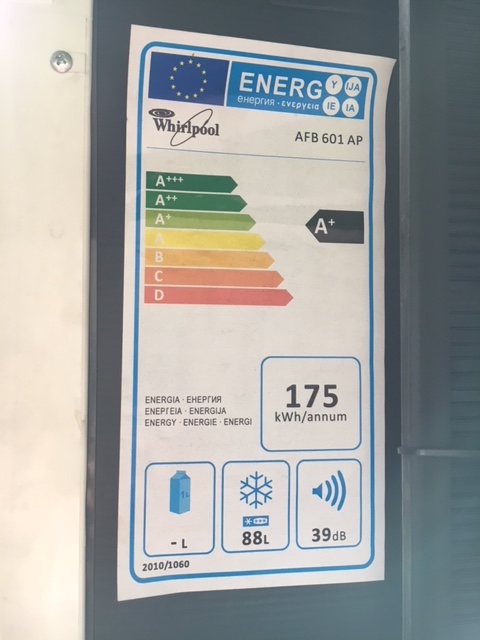 ENERG Y IJA
IE IA
енергия · ενεργεια
Whirlpool
AFB 601 AP
A+++
A++
A+
A+
A
B
C
D
ENERGIA · ЕНЕРГИЯ
ΕΝΕΡΓΕΙΑ · ENERGIJA
ENERGY · ENERGIE · ENERGI
175
kWh/annum
1L
- L
88L
39dB
2010/1060